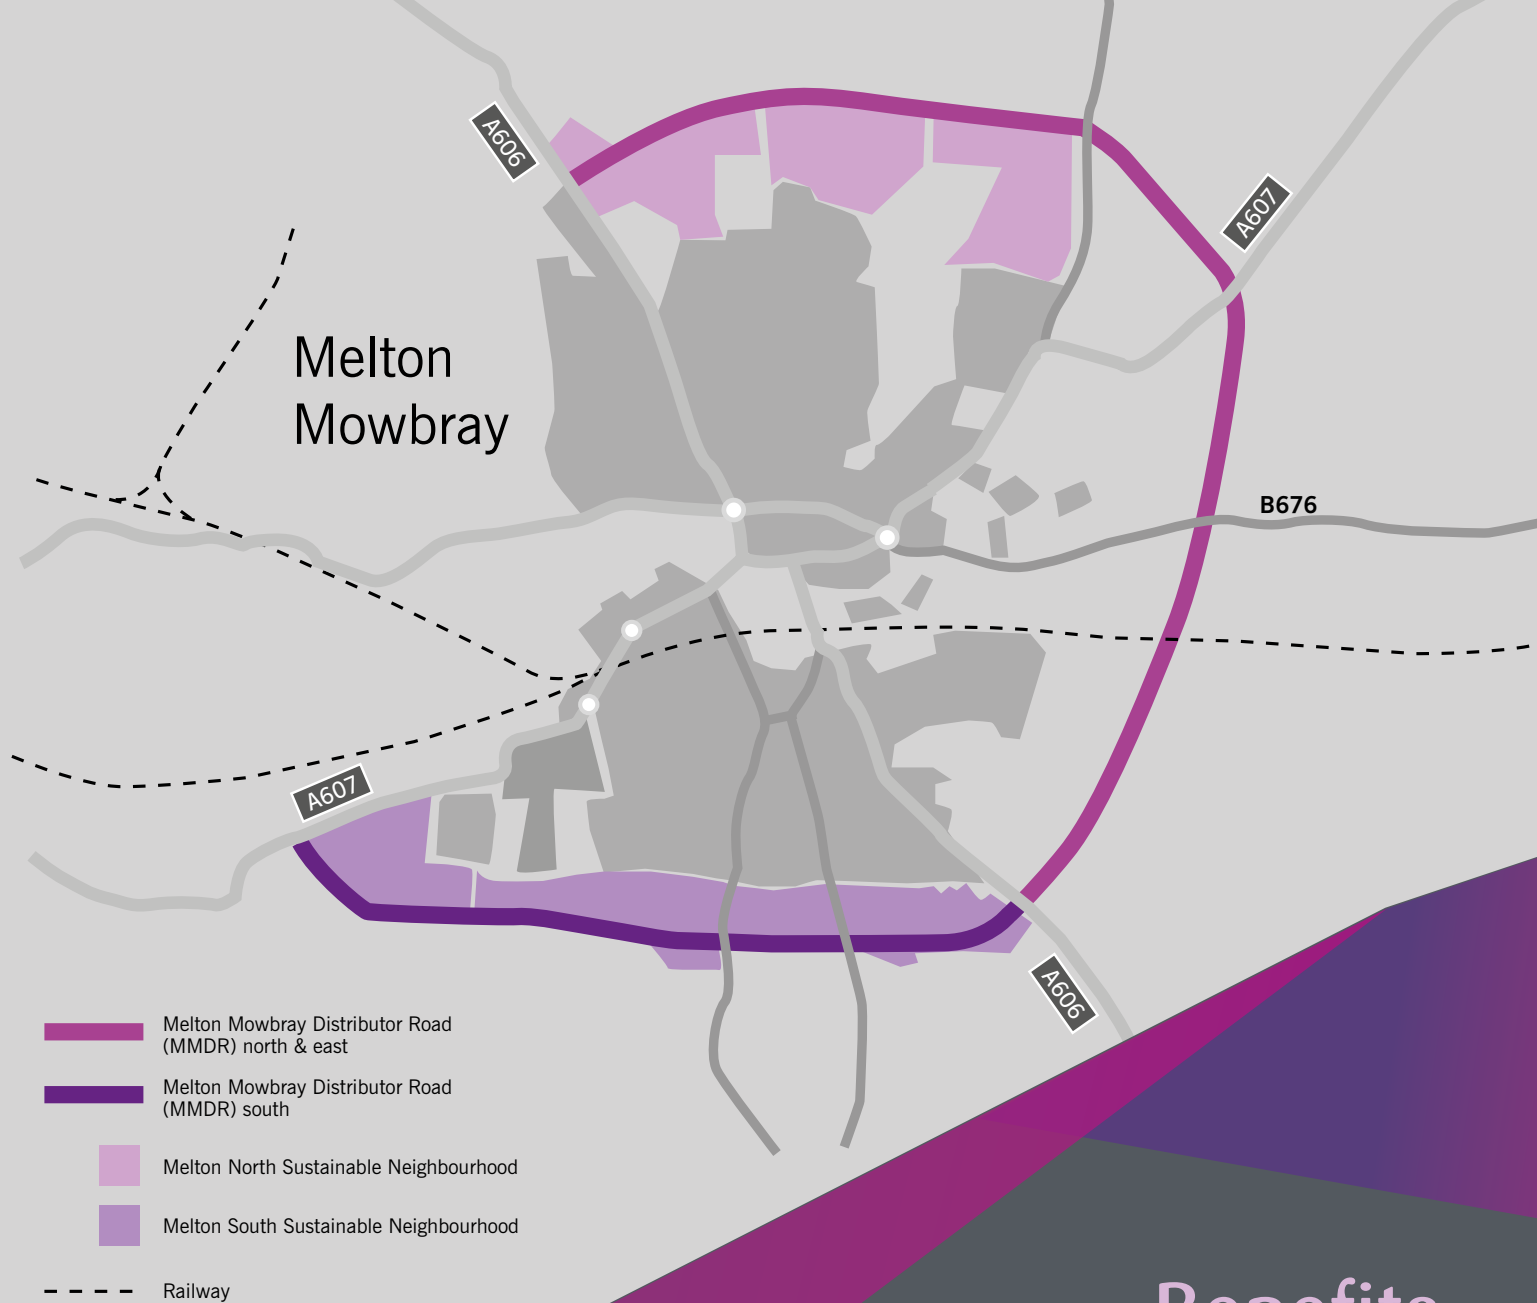 A606
A607
Melton
Mowbray
B676
A607
A606
Melton Mowbray Distributor Road
(MMDR) north & east
Melton Mowbray Distributor Road
(MMDR) south
Melton North Sustainable Neighbourhood
Melton South Sustainable Neighbourhood
Railway
Benefits